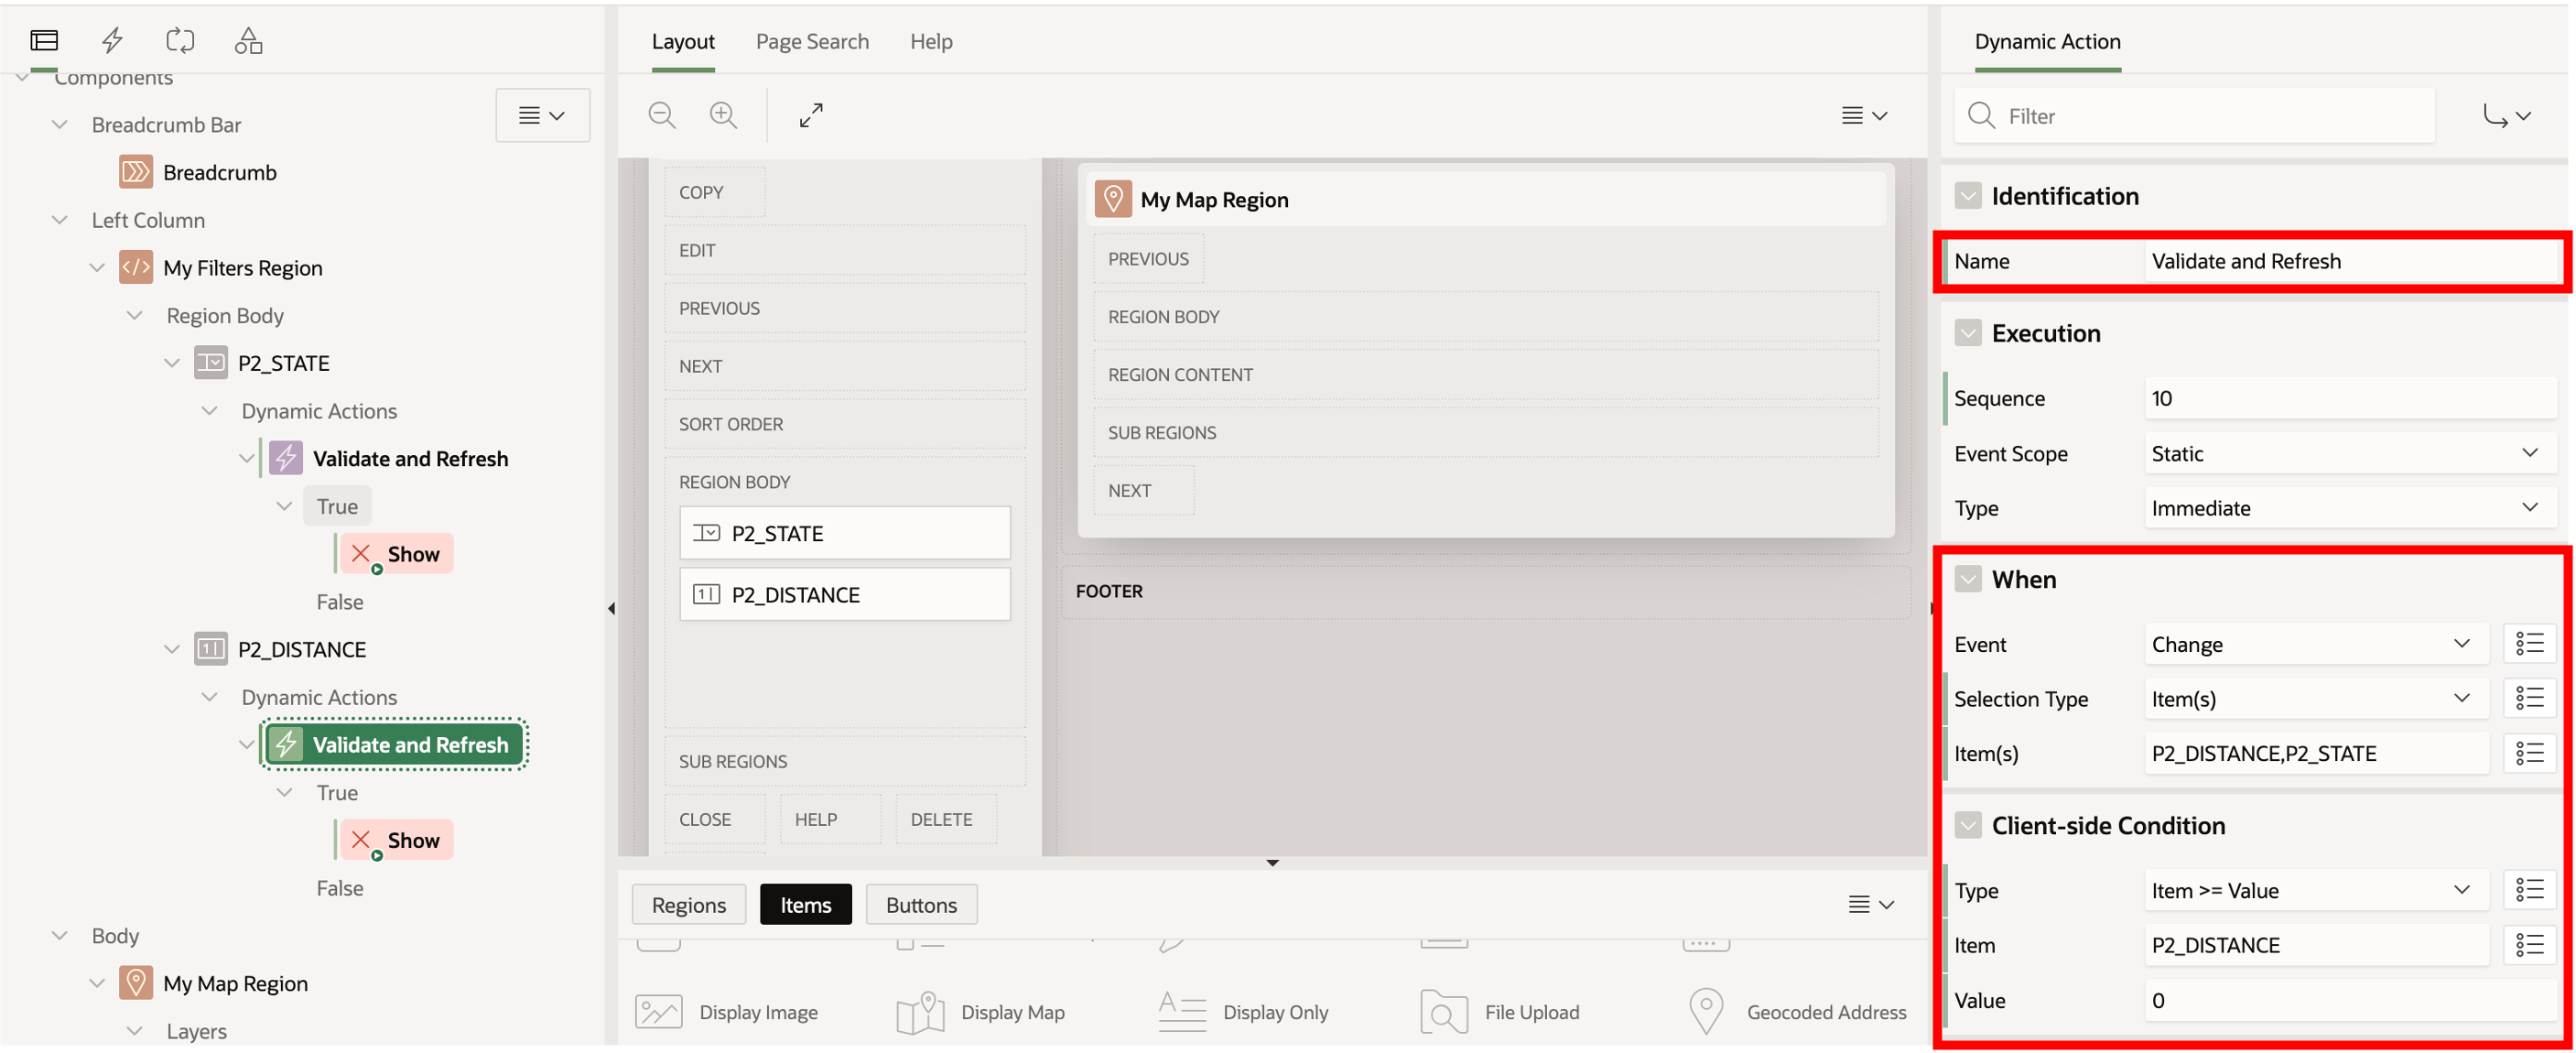 Components
Breadcrumb Bar
Breadcrumb
Left Column
My Filters Region
Region Body
P2_STATE
Dynamic Actions
Validate and Refresh
True
Show
False
P2_DISTANCE
Dynamic Actions
Validate and Refresh
True
Show
False
Body
My Map Region
Layers
Layout Page Search Help
COPY
EDIT
PREVIOUS
NEXT
SORT ORDER
REGION BODY
P2_STATE
P2_DISTANCE
SUB REGIONS
CLOSE HELP DELETE
My Map Region
PREVIOUS
REGION BODY
REGION CONTENT
SUB REGIONS
NEXT
FOOTER
Regions Items Buttons
Display Image Display Map Display Only File Upload Geocoded Address
Dynamic Action
Filter
Identification
Name Validate and Refresh
Execution
Sequence 10
Event Scope Static
Type Immediate
When
Event Change
Selection Type Item(s)
Item(s) P2_DISTANCE,P2_STATE
Client-side Condition
Type Item >= Value
Item P2_DISTANCE
Value 0